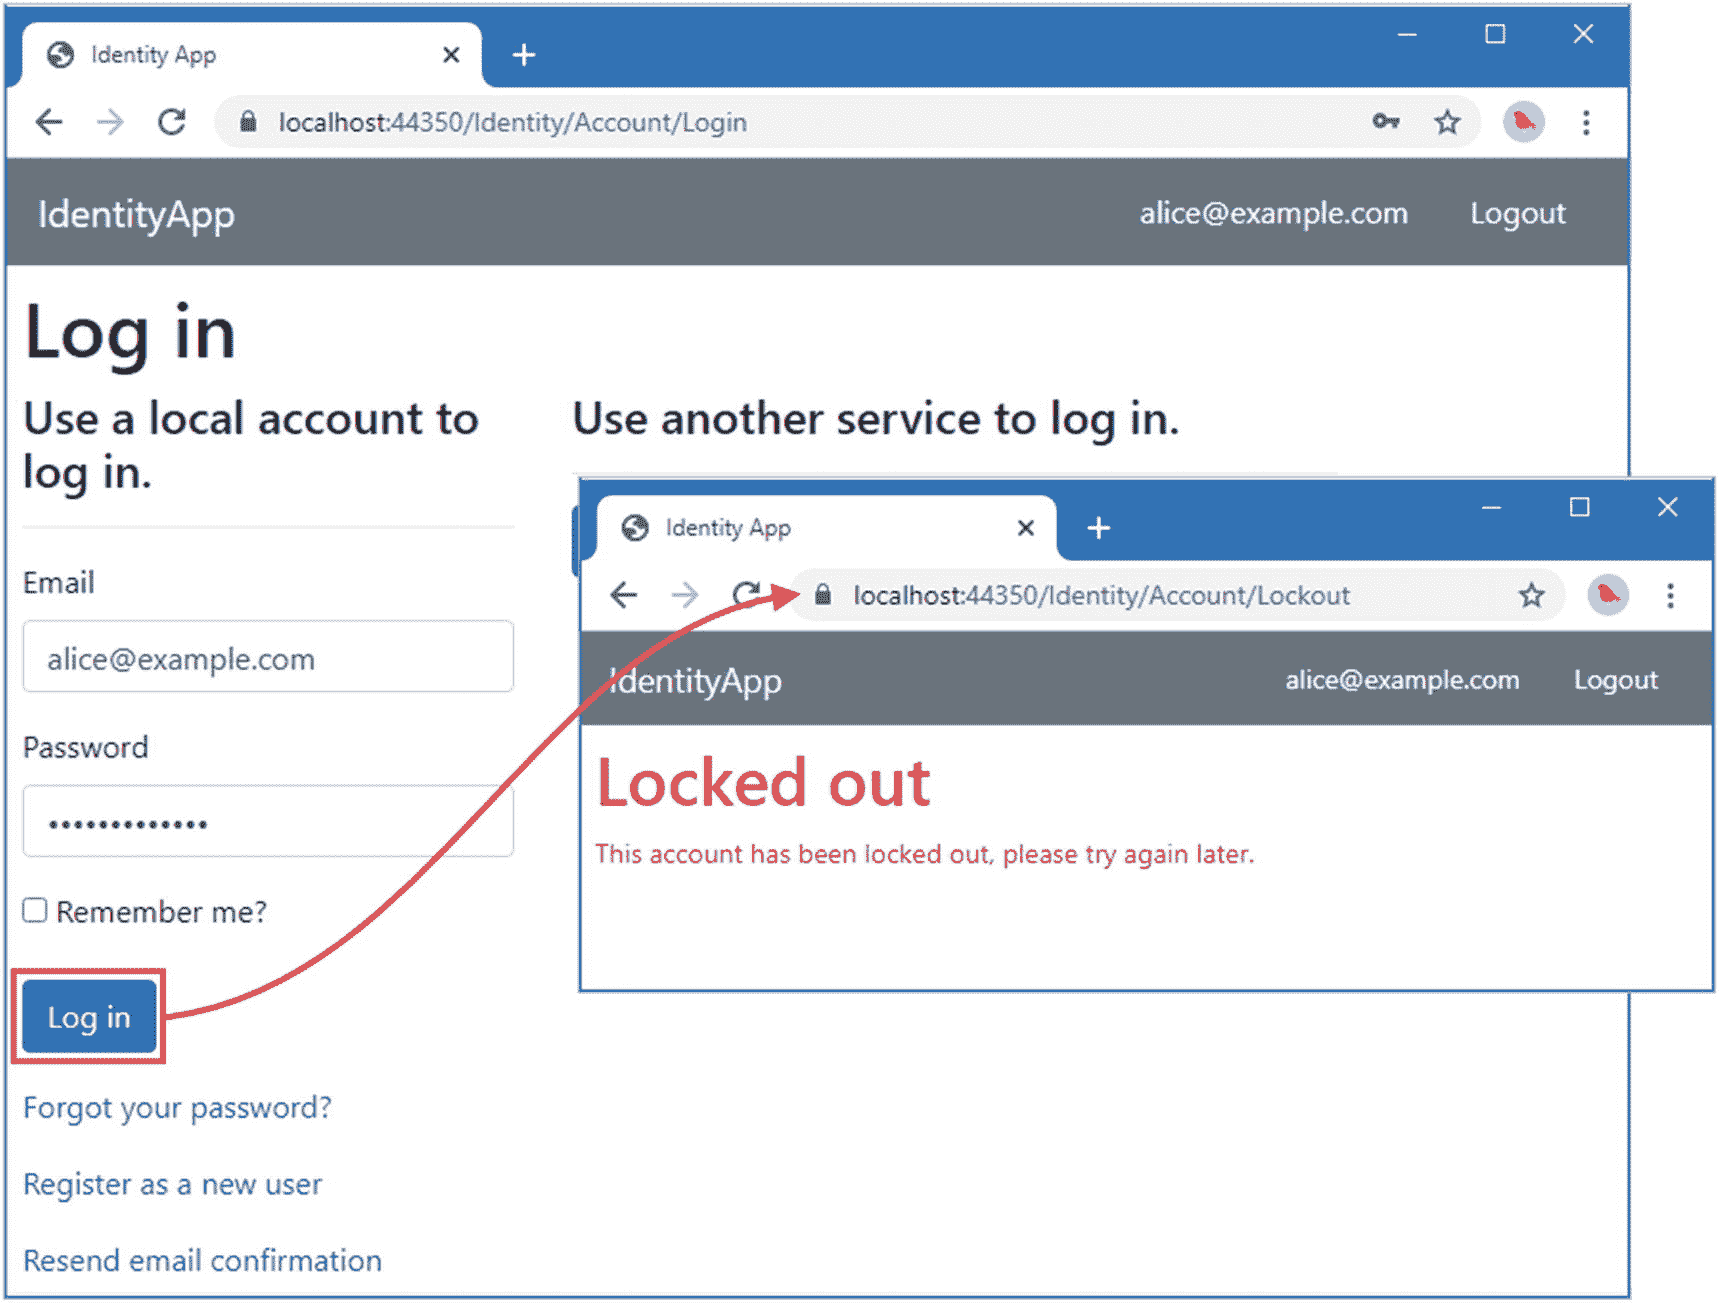 Identity App
localhost:44350/Identity/Account/Login
IdentityApp alice@example.com Logout
Log in
Use a local account to
log in.
Email
alice@example.com
Password
Remember me?
Log in
Forgot your password?
Register as a new user
Resend email confirmation
Use another service to log in.
Identity App
localhost:44350/Identity/Account/Lockout
IdentityApp alice@example.com Logout
Locked out
This account has been locked out, please try again later.